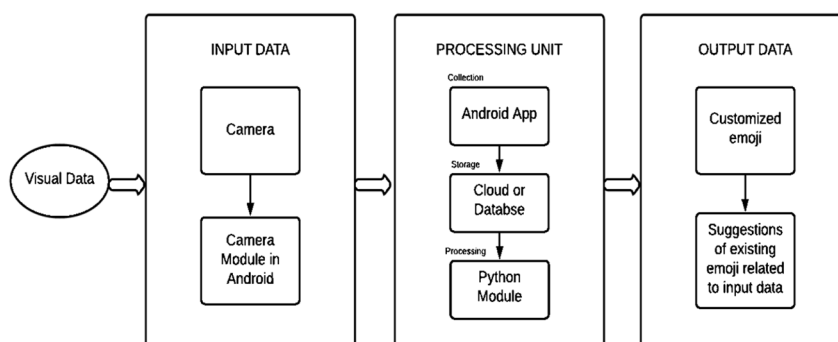 Visual Data
INPUT DATA
Camera
Camera
Module in
Android
PROCESSING UNIT
Collection
Android App
Storage
Cloud or
Databse
Processing
Python
Module
OUTPUT DATA
Customized
emoji
Suggestions
of existing
emoji related
to input data